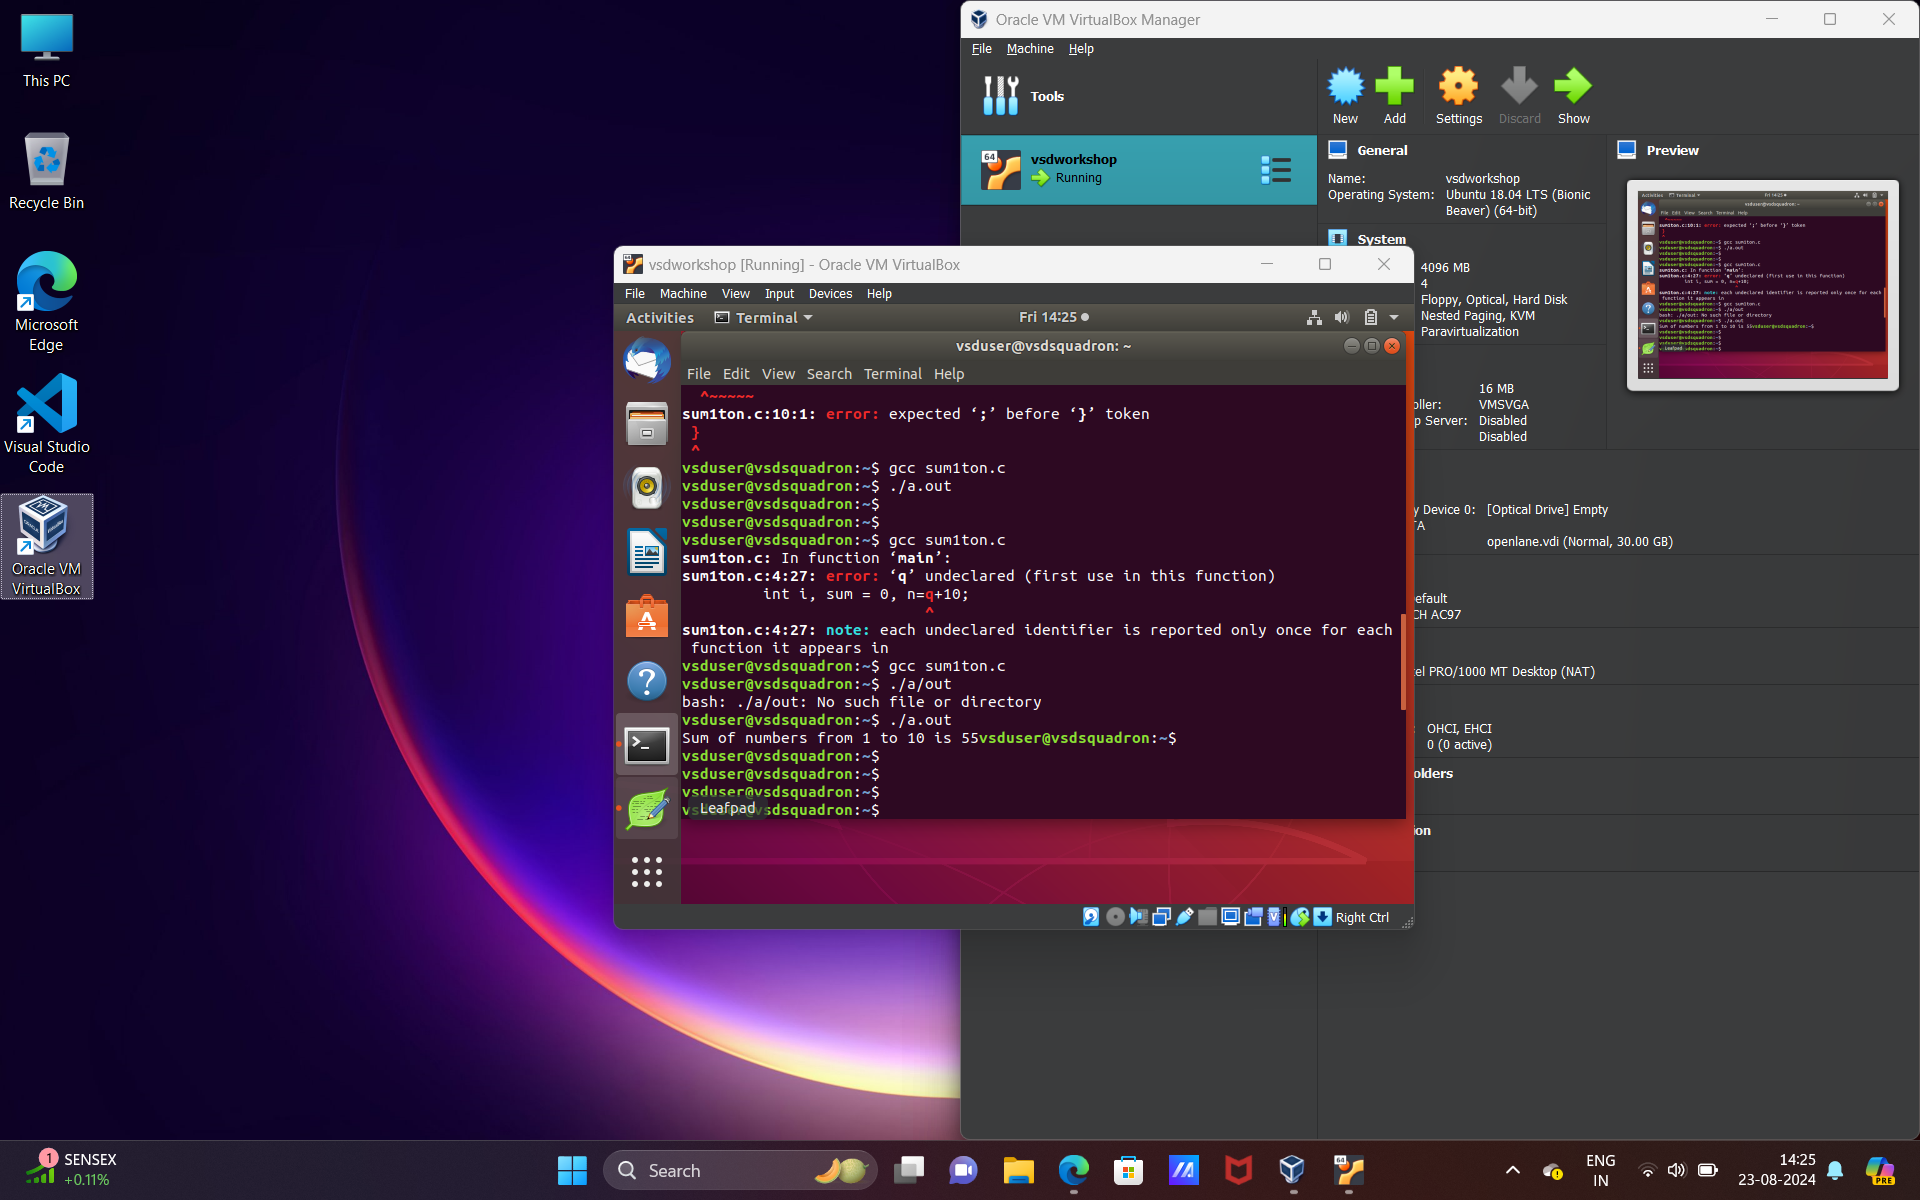 This PC
Recycle Bin
Microsoft
Edge
Visual Studio
Code
Oracle VM
VirtualBox
Oracle VM VirtualBox Manager
File Machine Help
Tools
New Add Settings Discard Show
64
vsdworkshop
Running
General
Name: vsdworkshop
Operating System: Ubuntu 18.04 LTS (Bionic
Beaver) (64-bit)
System
4096 MB
4
Floppy, Optical, Hard Disk
Nested Paging, KVM
Paravirtualization
16 MB
oller: VMSVGA
p Server: Disabled
Disabled
y Device 0: [Optical Drive] Empty
TA
openlane.vdi (Normal, 30.00 GB)
efault
CH AC97
tel PRO/1000 MT Desktop (NAT)
OHCI, EHCI
0 (0 active)
olders
ion
Preview
vsdworkshop [Running] - Oracle VM VirtualBox
File Machine View Input Devices Help
Activities Terminal Fri 14:25
vsduser@vsdsquadron: ~
File Edit View Search Terminal Help
^~~~~~
sum1ton.c:10:1: error: expected ‘;’ before ‘}’ token
}
^
vsduser@vsdsquadron:~$ gcc sum1ton.c
vsduser@vsdsquadron:~$ ./a.out
vsduser@vsdsquadron:~$
vsduser@vsdsquadron:~$
vsduser@vsdsquadron:~$ gcc sum1ton.c
sum1ton.c: In function ‘main’:
sum1ton.c:4:27: error: ‘q’ undeclared (first use in this function)
int i, sum = 0, n=q+10;
^
sum1ton.c:4:27: note: each undeclared identifier is reported only once for each
function it appears in
vsduser@vsdsquadron:~$ gcc sum1ton.c
vsduser@vsdsquadron:~$ ./a/out
bash: ./a/out: No such file or directory
vsduser@vsdsquadron:~$ ./a.out
Sum of numbers from 1 to 10 is 55vsduser@vsdsquadron:~$
vsduser@vsdsquadron:~$
vsduser@vsdsquadron:~$
vsduser@vsdsquadron:~$
vsduser@vsdsquadron:~$
Leafpad
Right Ctrl
1
SENSEX
+0.11%
Search
ENG
IN
14:25
23-08-2024
PRE